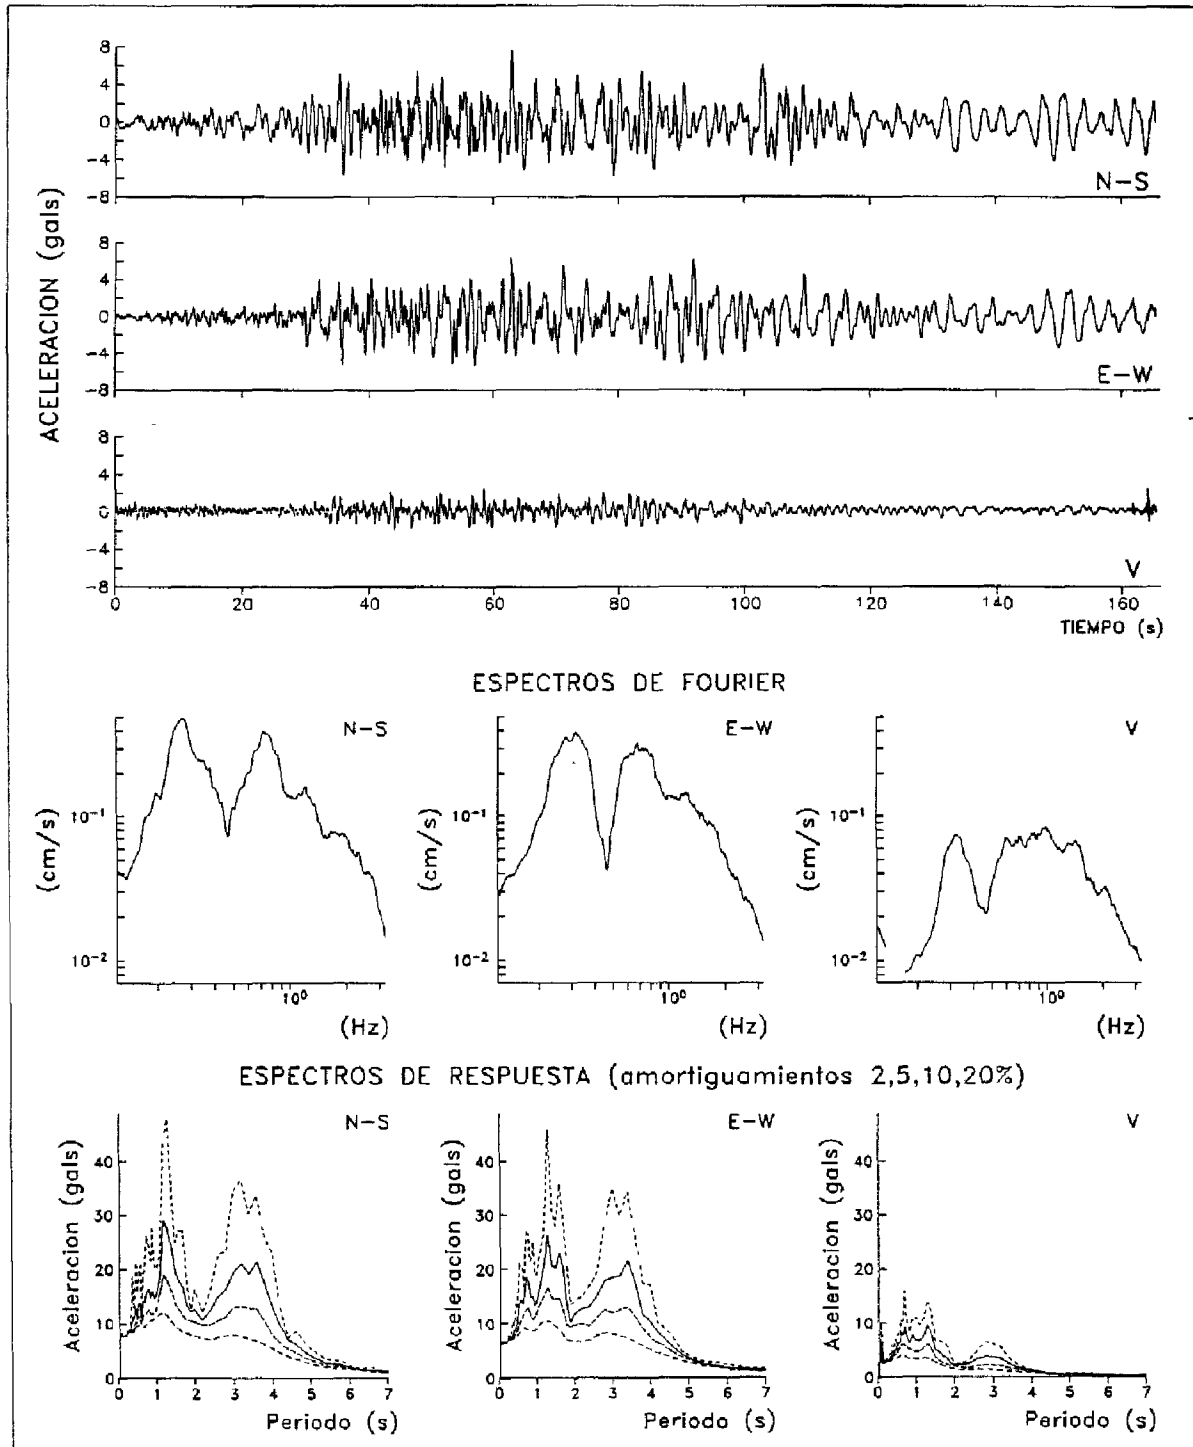 ACELERACION (gals)
8
4
0
-4
-8
N-S
8
4
0
-4
-8
E-W
8
4
0
-4
-8
V
0 20 40 60 80 100 120 140 160
TIEMPO (s)
ESPECTROS DE FOURIER
N-S E-W V
(cm/s) (cm/s) (cm/s)
10⁻¹ 10⁻¹ 10⁻¹
10⁻² 10⁻² 10⁻²
10⁰ 10⁰ 10⁰
(Hz) (Hz) (Hz)
ESPECTROS DE RESPUESTA (amortiguamientos 2,5,10,20%)
N-S E-W V
Aceleracion (gals) Aceleracion (gals) Aceleracion (gals)
40 40 40
30 30 30
20 20 20
10 10 10
0 0 0
0 1 2 3 4 5 6 7 0 1 2 3 4 5 6 7 0 1 2 3 4 5 6 7
Periodo (s) Periodo (s) Periodo (s)